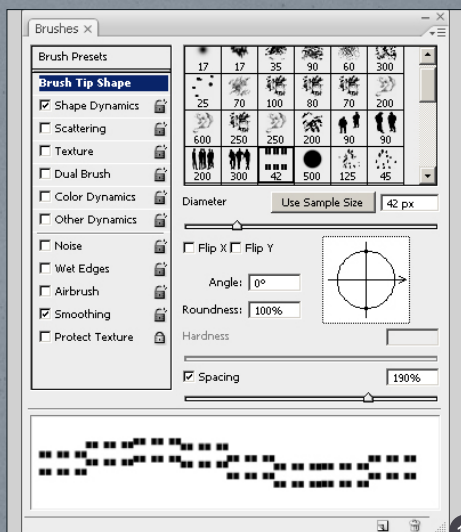 Brushes ×
Brush Presets
Brush Tip Shape
Shape Dynamics
Scattering
Texture
Dual Brush
Color Dynamics
Other Dynamics
Noise
Wet Edges
Airbrush
Smoothing
Protect Texture
17 17 35 90 60 300
25 70 100 80 70 200
600 250 250 200 90 90
200 300 42 500 125 45
Diameter Use Sample Size 42 px
Flip X Flip Y
Angle: 0°
Roundness: 100%
Hardness
Spacing 190%